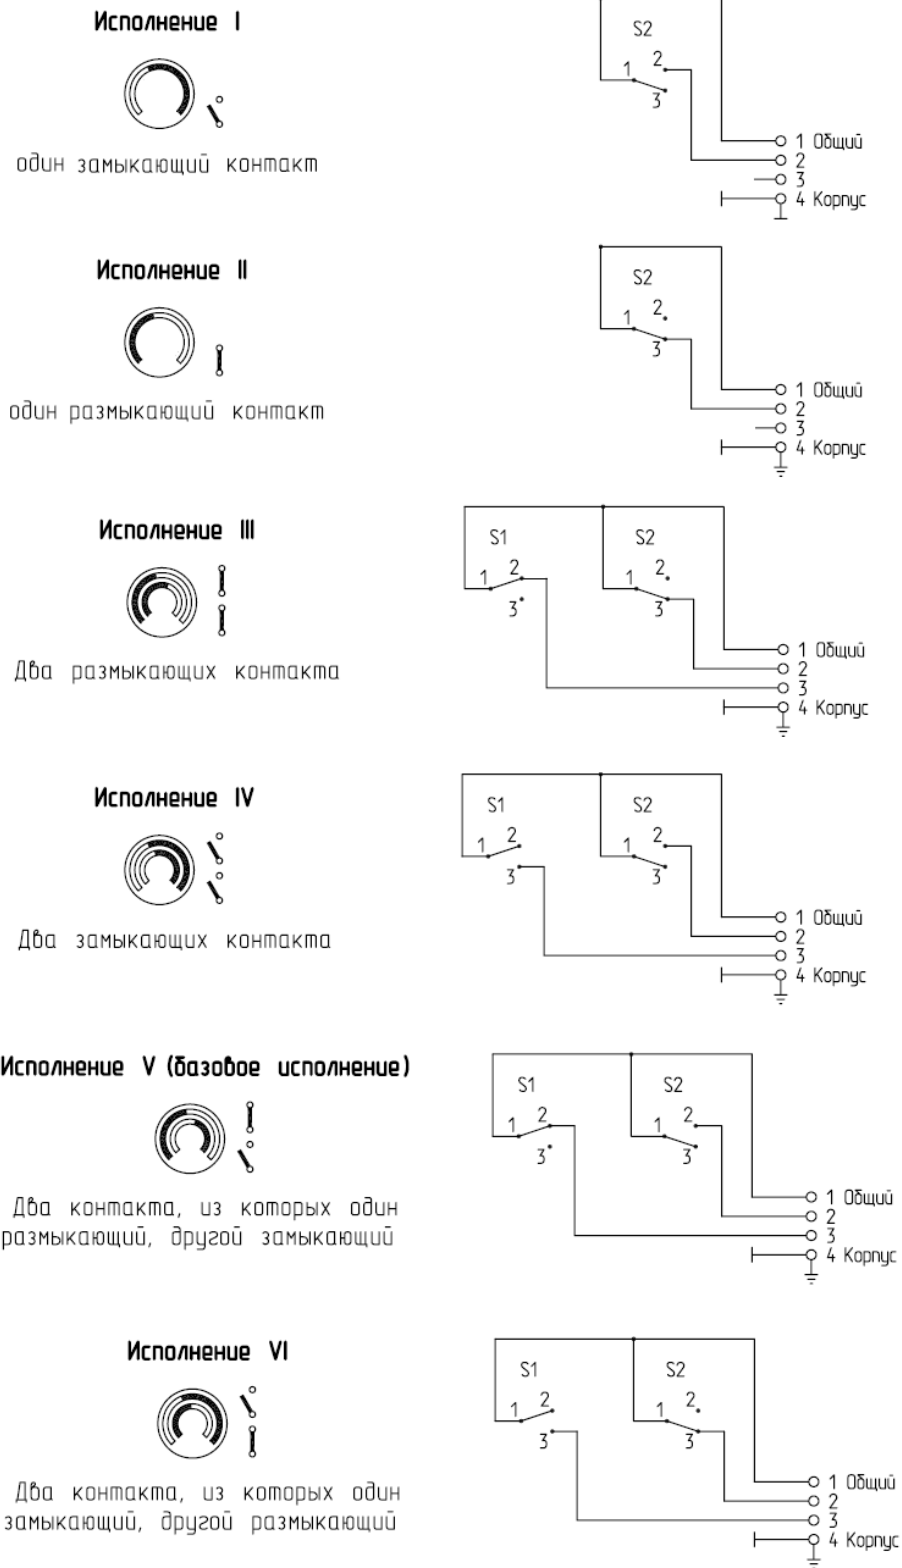 Исполнение I
S2
1
2
3
1 Общий
2
3
4 Корпус
один замыкающий контакт
Исполнение II
S2
1
2
3
1 Общий
2
3
4 Корпус
один размыкающий контакт
Исполнение III
S1
S2
1
2
3
1
2
3
1 Общий
2
3
4 Корпус
Два размыкающих контакта
Исполнение IV
S1
S2
1
2
3
1
2
3
1 Общий
2
3
4 Корпус
Два замыкающих контакта
Исполнение V (базовое исполнение)
S1
S2
1
2
3
1
2
3
1 Общий
2
3
4 Корпус
Два контакта, из которых один
размыкающий, другой замыкающий
Исполнение VI
S1
S2
1
2
3
1
2
3
1 Общий
2
3
4 Корпус
Два контакта, из которых один
замыкающий, другой размыкающий